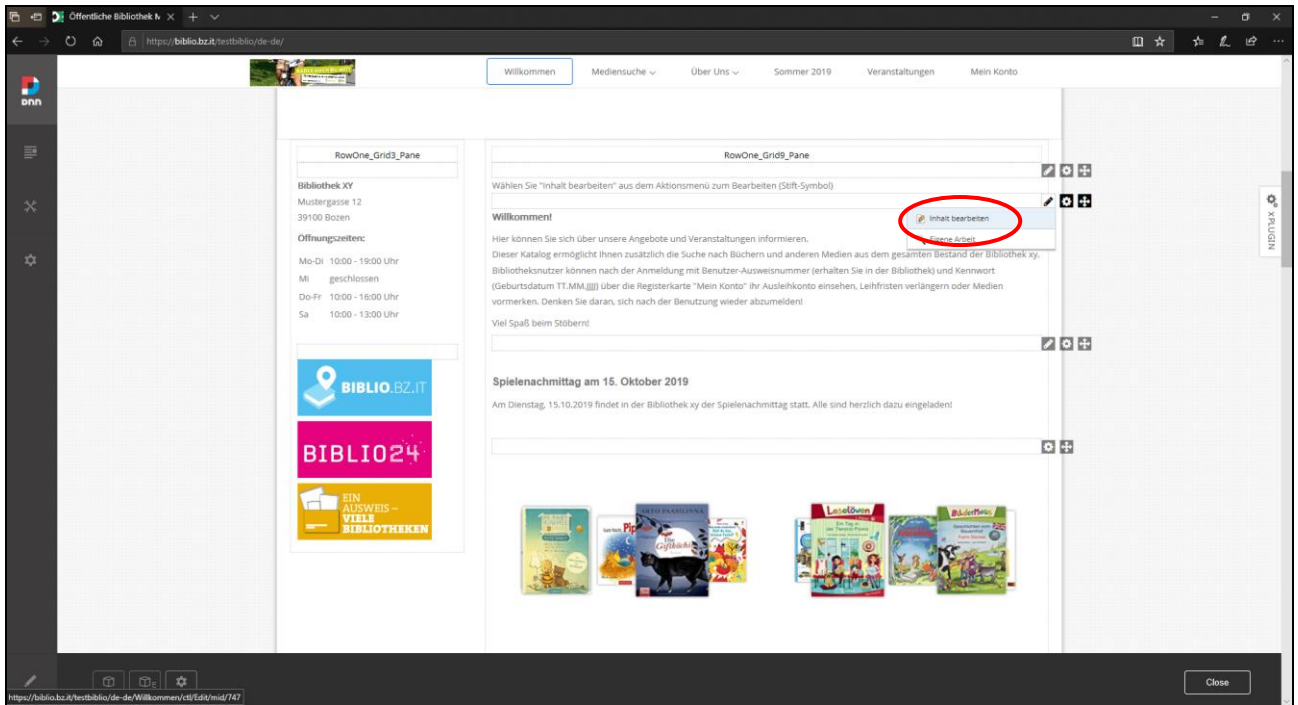 Öffentliche Bibliothek M
https://biblio.bz.it/testbiblio/de-de/
Willkommen
Mediensuche
Über Uns
Sommer 2019
Veranstaltungen
Mein Konto
DNN
RowOne_Grid3_Pane
Bibliothek XY
Mustergasse 12
39100 Bozen
Öffnungszeiten:
Mo-Di 10:00 - 19:00 Uhr
Mi geschlossen
Do-Fr 10:00 - 16:00 Uhr
Sa 10:00 - 13:00 Uhr
BIBLIO.BZ.IT
BIBLIO24
EIN
AUSWEIS –
VIELE
BIBLIOTHEKEN
RowOne_Grid9_Pane
Wählen Sie "Inhalt bearbeiten" aus dem Aktionsmenü zum Bearbeiten (Stift-Symbol)
Inhalt bearbeiten
Eigene Arbeit
Willkommen!
Hier können Sie sich über unsere Angebote und Veranstaltungen informieren.
Dieser Katalog ermöglicht Ihnen zusätzlich die Suche nach Büchern und anderen Medien aus dem gesamten Bestand der Bibliothek xy.
Bibliotheksnutzer können nach der Anmeldung mit Benutzer-Ausweisnummer (erhalten Sie in der Bibliothek) und Kennwort
(Geburtsdatum TT.MM.JJJJ) über die Registerkarte "Mein Konto" ihr Ausleihkonto einsehen, Leihfristen verlängern oder Medien
vormerken. Denken Sie daran, sich nach der Benutzung wieder abzumelden!
Viel Spaß beim Stöbern!
Spielenachmittag am 15. Oktober 2019
Am Dienstag, 15.10.2019 findet in der Bibliothek xy der Spielenachmittag statt. Alle sind herzlich dazu eingeladen!
ARTO PAASILINNA
Die
Giftköchin
Leselöwen
Bildermaus
XPLUGIN
Close
https://biblio.bz.it/testbiblio/de-de/Willkommen/ctl/Edit/mid/747